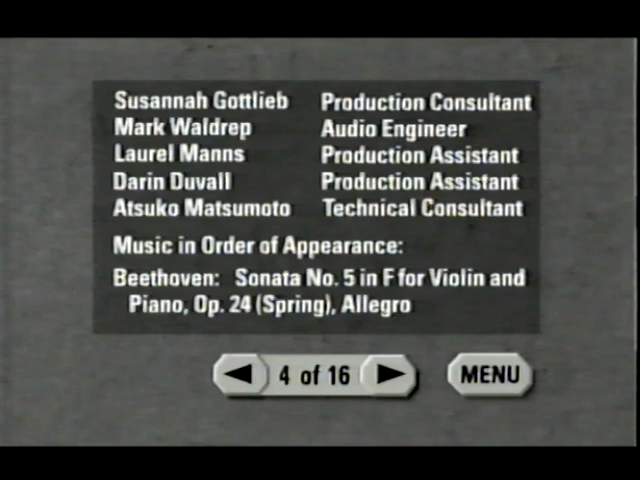 Susannah Gottlieb Production Consultant
Mark Waldrep Audio Engineer
Laurel Manns Production Assistant
Darin Duvall Production Assistant
Atsuko Matsumoto Technical Consultant
Music in Order of Appearance:
Beethoven: Sonata No. 5 in F for Violin and
Piano, Op. 24 (Spring), Allegro
4 of 16
MENU